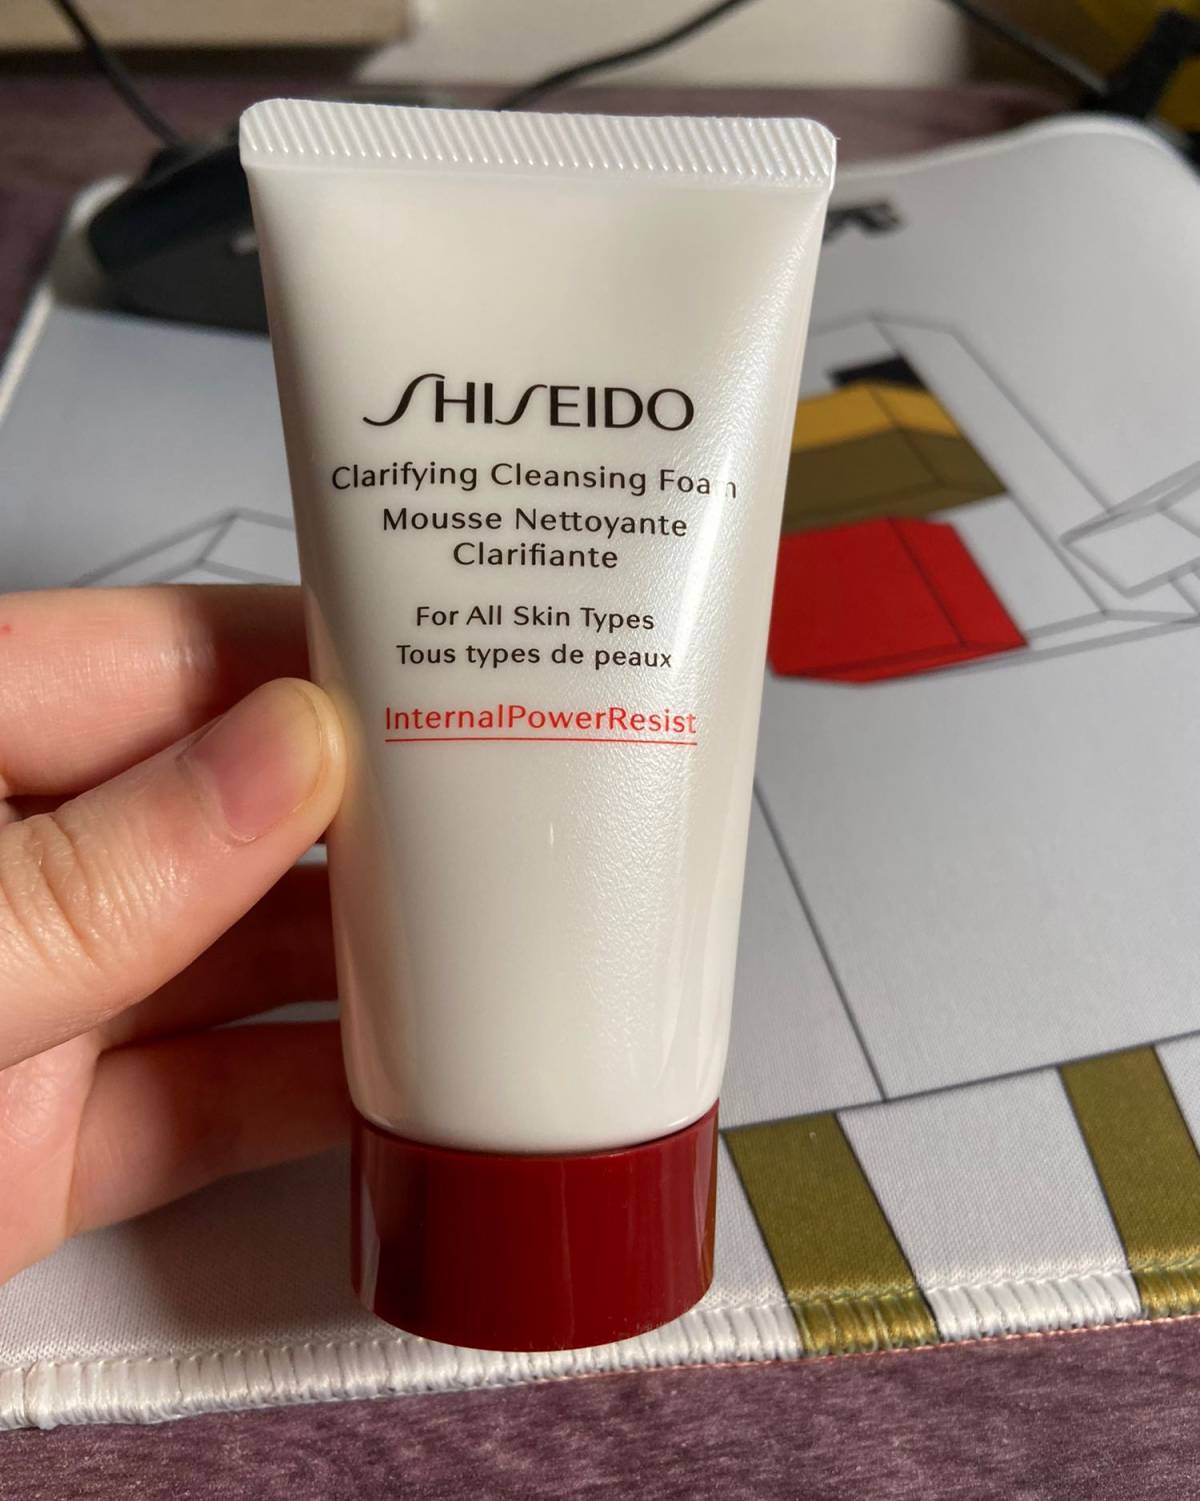 SHISEIDO
Clarifying Cleansing Foam
Mousse Nettoyante
Clarifiante
For All Skin Types
Tous types de peaux
InternalPowerResist